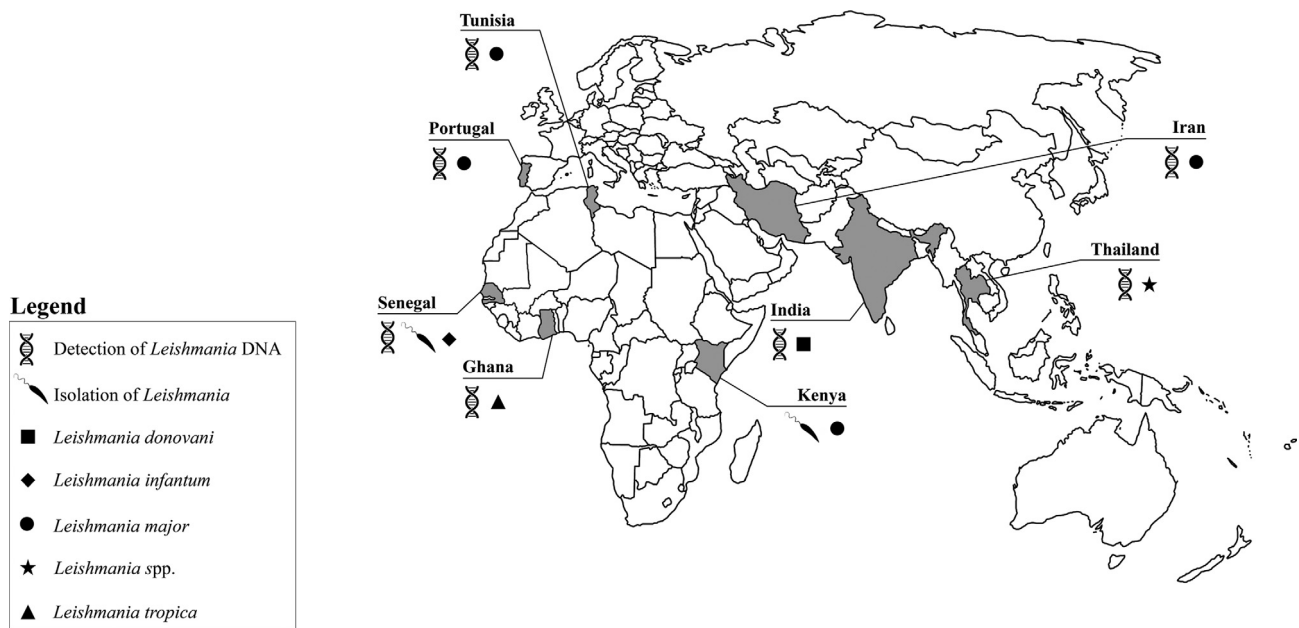 Tunisia
Portugal
Iran
Thailand
Senegal
India
Ghana
Kenya
Legend
Detection of Leishmania DNA
Isolation of Leishmania
Leishmania donovani
Leishmania infantum
Leishmania major
Leishmania spp.
Leishmania tropica